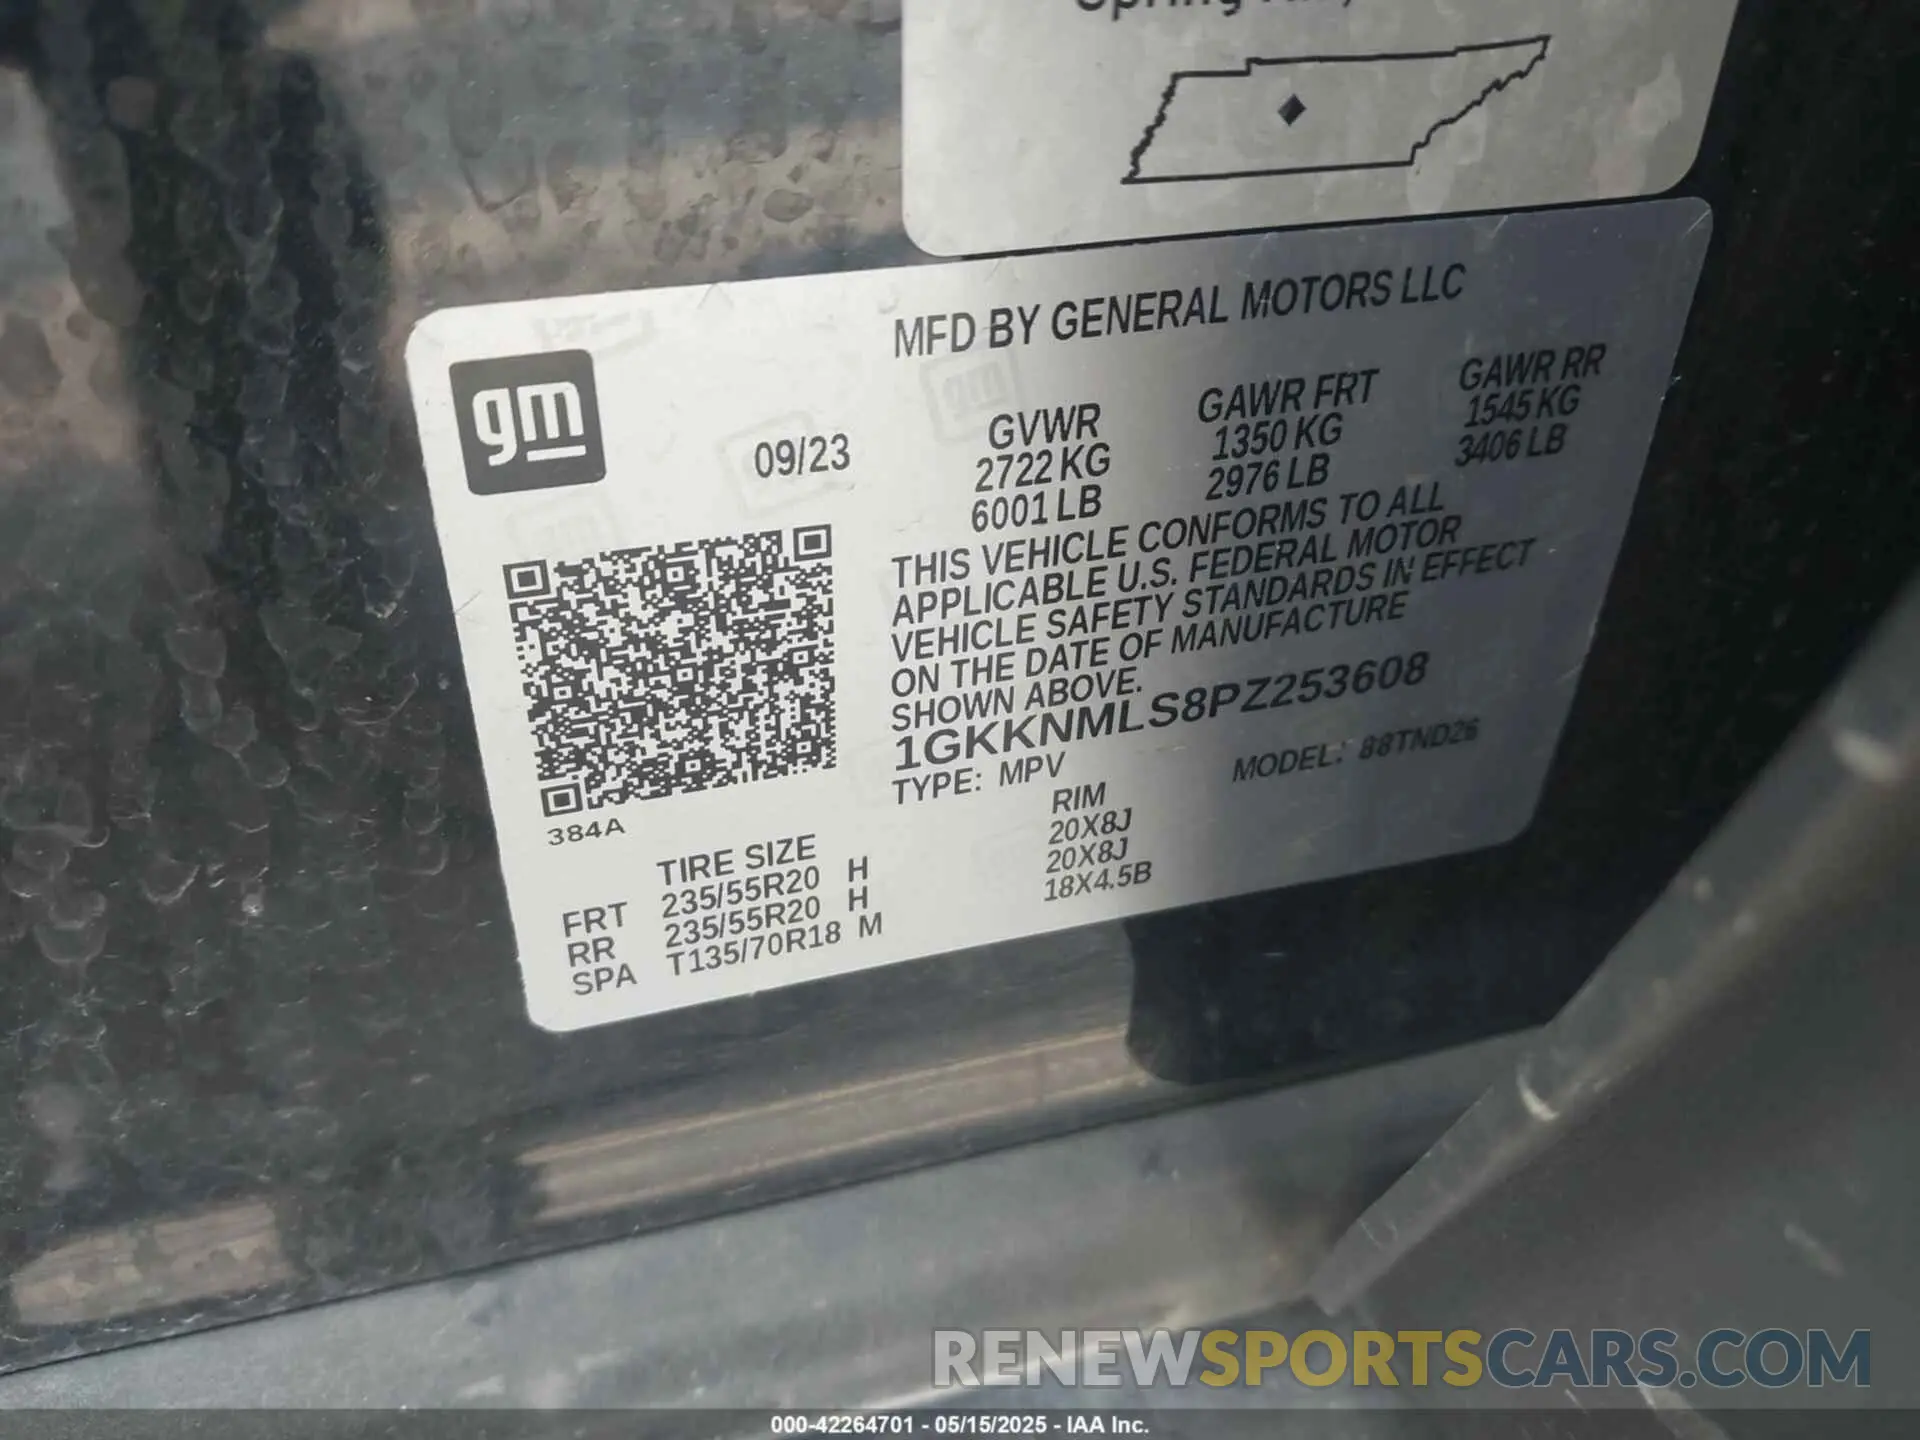 Spring
MFD BY GENERAL MOTORS LLC
gm
09/23
GVWR
2722 KG
6001 LB
GAWR FRT
1350 KG
2976 LB
GAWR RR
1545 KG
3406 LB
THIS VEHICLE CONFORMS TO ALL
APPLICABLE U.S. FEDERAL MOTOR
VEHICLE SAFETY STANDARDS IN EFFECT
ON THE DATE OF MANUFACTURE
SHOWN ABOVE.
1GKKNMLS8PZ253608
TYPE: MPV
MODEL: 88TND26
384A
TIRE SIZE
RIM
FRT 235/55R20 H 20X8J
RR 235/55R20 H 20X8J
SPA T135/70R18 M 18X4.5B
RENEWSPORTSCARS.COM
000-42264701 - 05/15/2025 - IAA Inc.